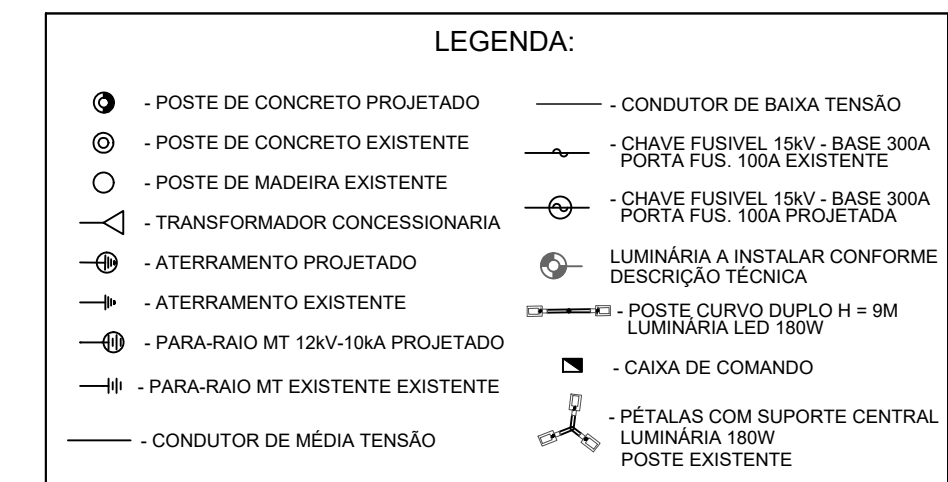 LEGENDA:
- POSTE DE CONCRETO PROJETADO
- POSTE DE CONCRETO EXISTENTE
- POSTE DE MADEIRA EXISTENTE
- TRANSFORMADOR CONCESSIONARIA
- ATERRAMENTO PROJETADO
- ATERRAMENTO EXISTENTE
- PARA-RAIO MT 12kV-10kA PROJETADO
- PARA-RAIO MT EXISTENTE EXISTENTE
- CONDUTOR DE MÉDIA TENSÃO
- CONDUTOR DE BAIXA TENSÃO
- CHAVE FUSIVEL 15kV - BASE 300A
PORTA FUS. 100A EXISTENTE
- CHAVE FUSIVEL 15kV - BASE 300A
PORTA FUS. 100A PROJETADA
LUMINÁRIA A INSTALAR CONFORME
DESCRIÇÃO TÉCNICA
- POSTE CURVO DUPLO H = 9M
LUMINÁRIA LED 180W
- CAIXA DE COMANDO
- PÉTALAS COM SUPORTE CENTRAL
LUMINÁRIA 180W
POSTE EXISTENTE